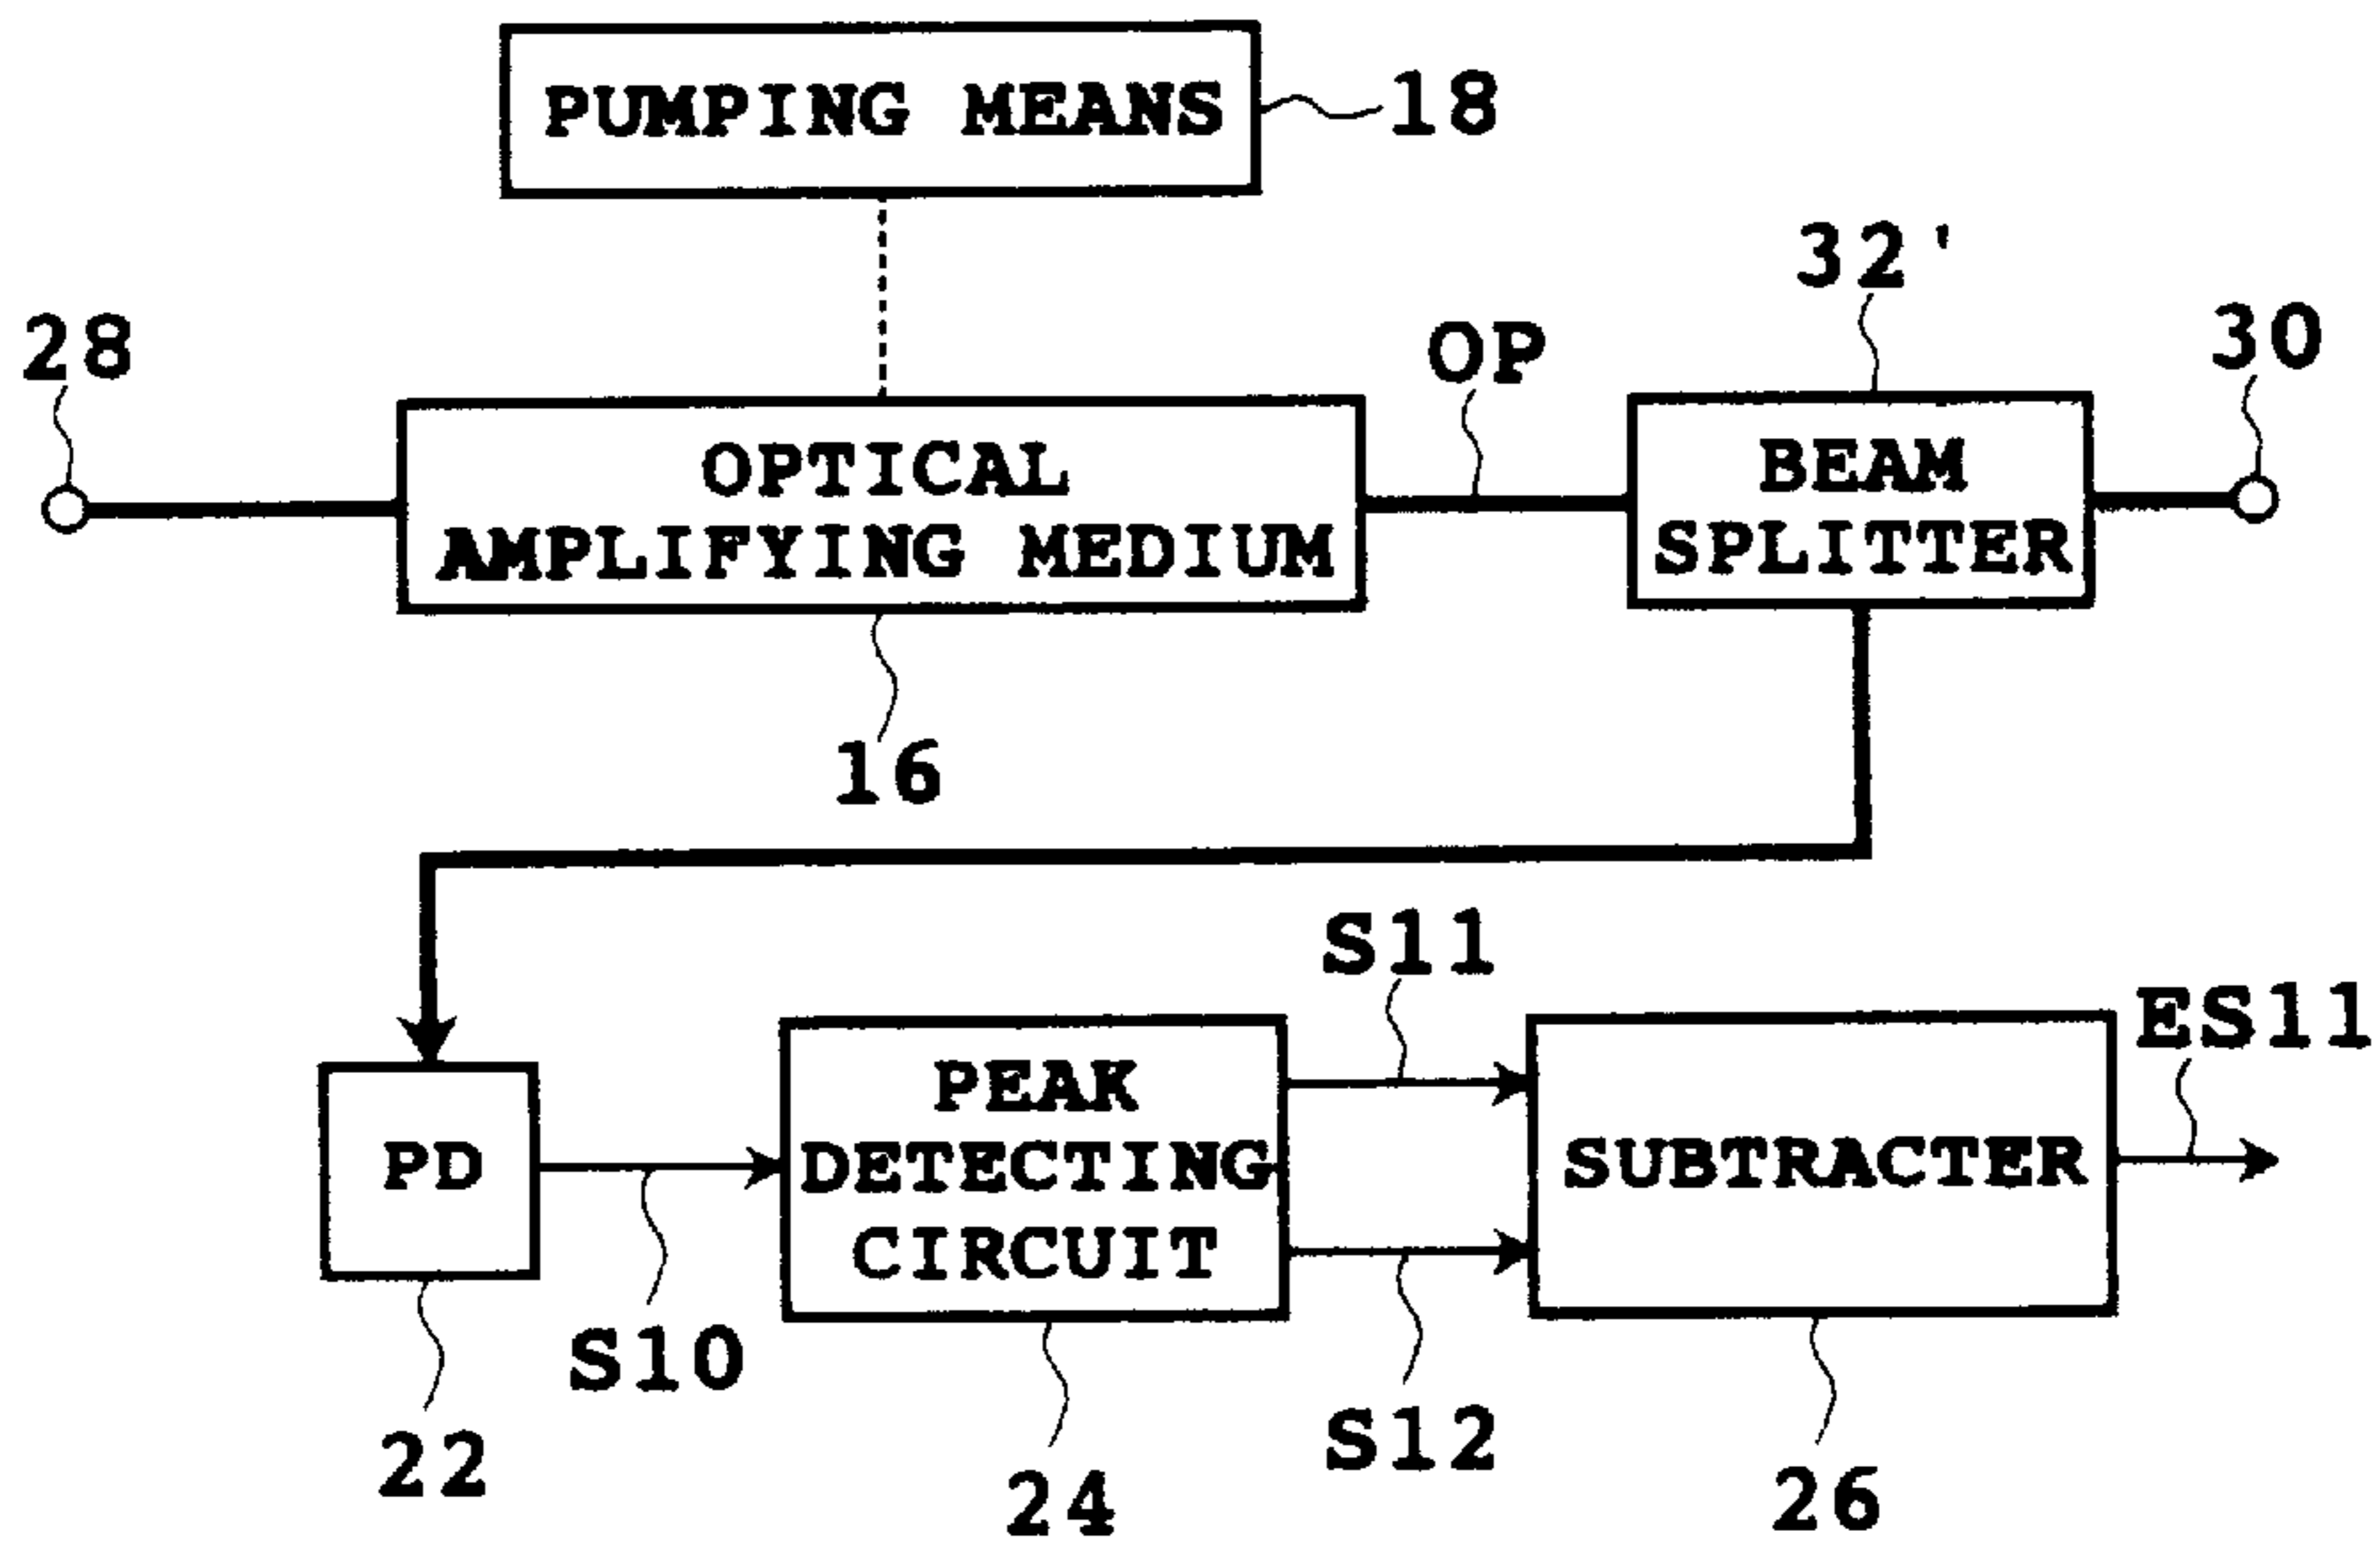 PUMPING MEANS
18
32'
28
OP
30
OPTICAL
AMPLIFYING MEDIUM
BEAM
SPLITTER
16
S11
ES11
PD
PEAK
DETECTING
CIRCUIT
SUBTRACTER
S10
S12
22
24
26